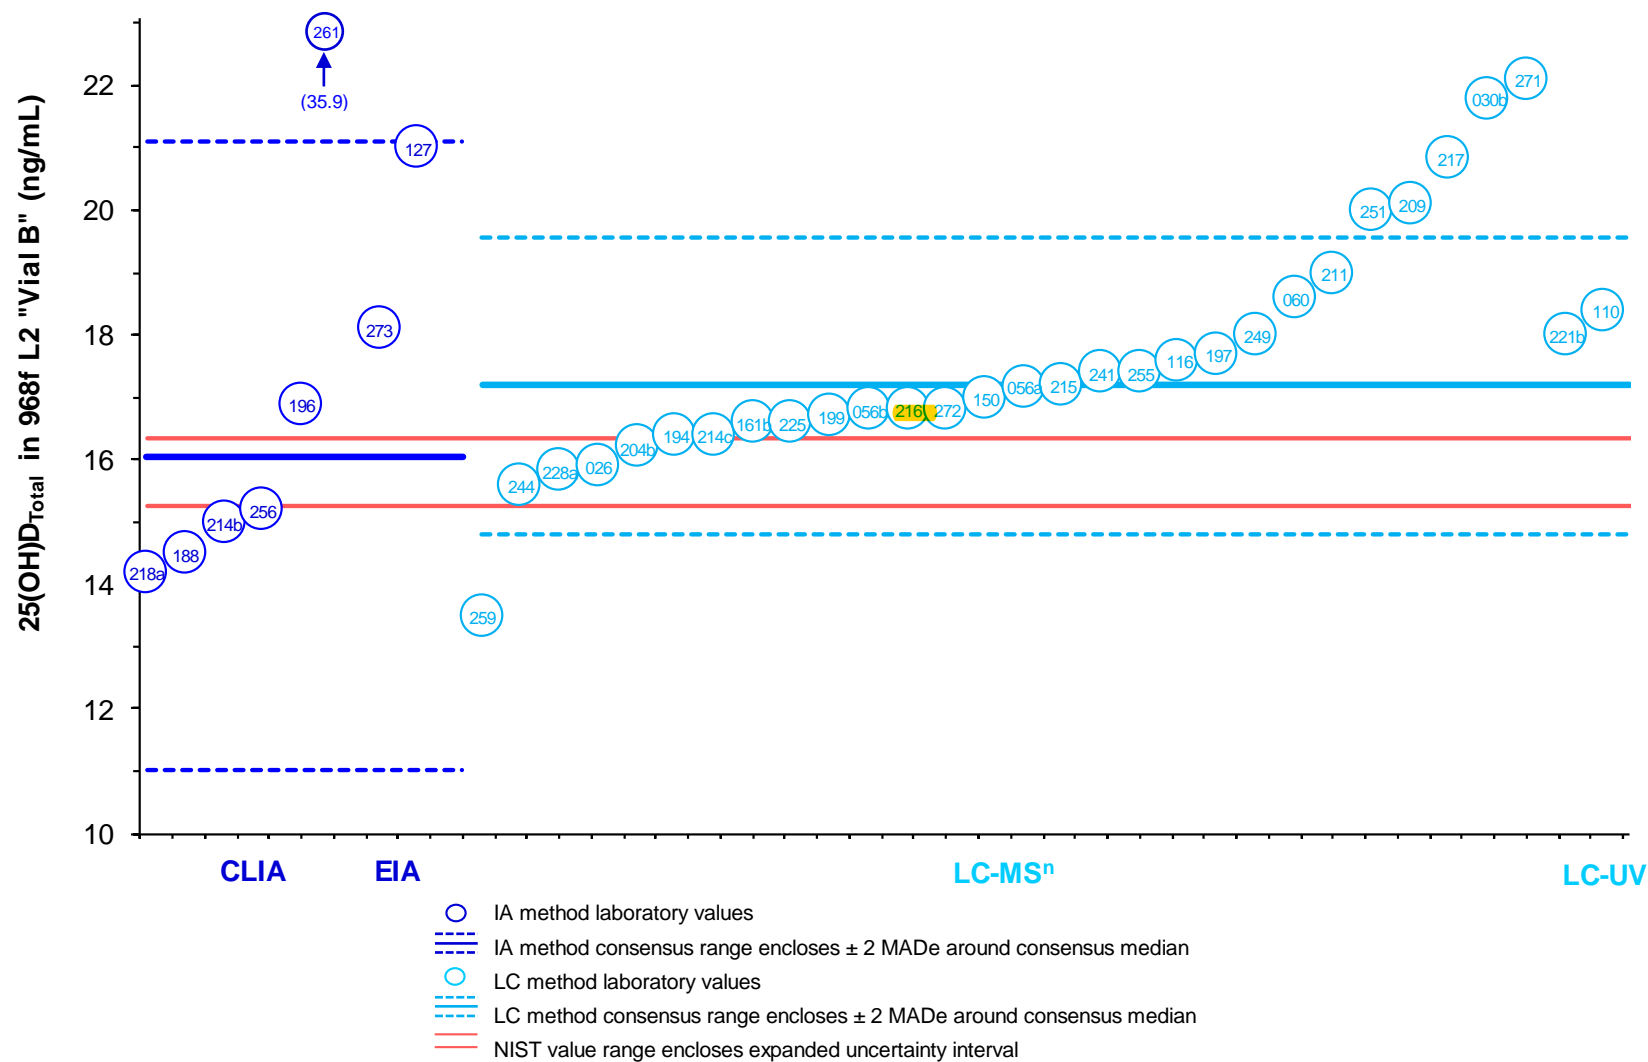 25(OH)D_Total in 968f L2 "Vial B" (ng/mL)
22
20
18
16
14
12
10
261
(35.9)
127
273
196
256
214b
188
218a
259
244
228a
026
204b
194
214c
161b
225
199
056b
216
272
150
056a
215
241
255
116
197
249
060
211
251
209
217
030b
271
221b
110
CLIA
EIA
LC-MSⁿ
LC-UV
IA method laboratory values
IA method consensus range encloses ± 2 MADe around consensus median
LC method laboratory values
LC method consensus range encloses ± 2 MADe around consensus median
NIST value range encloses expanded uncertainty interval